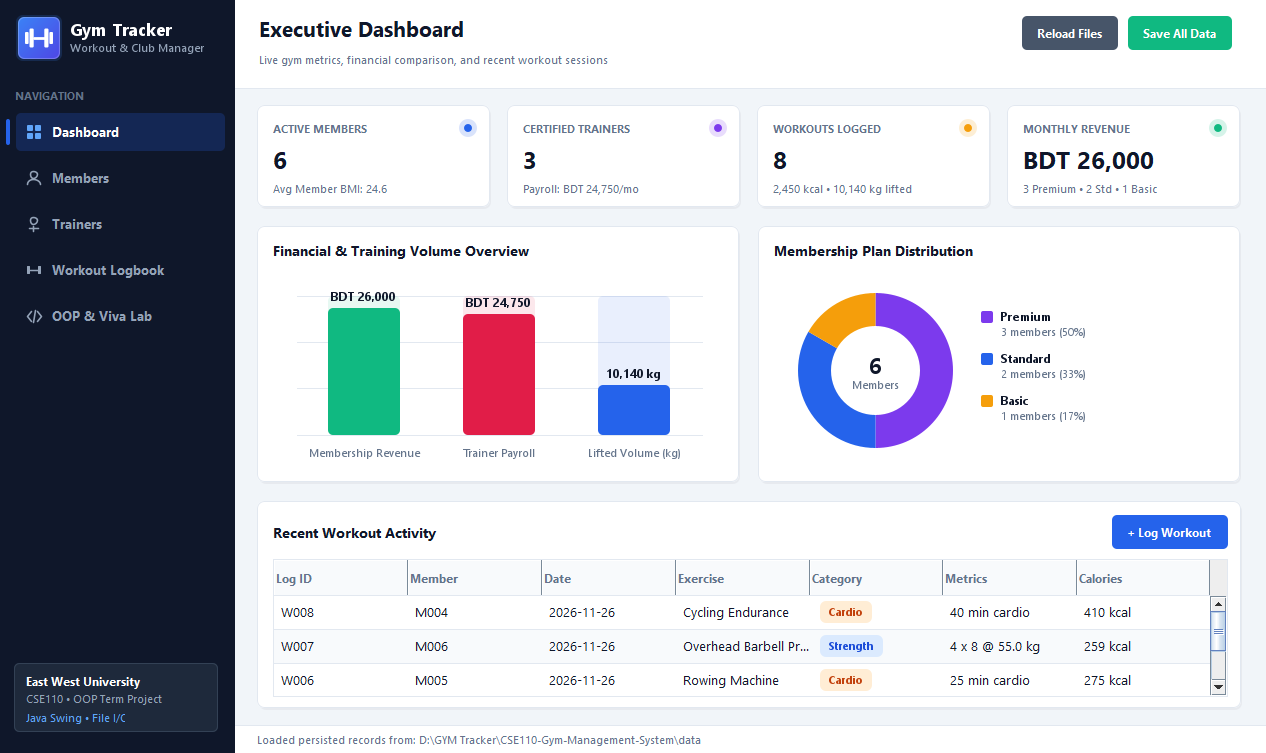 Gym Tracker
Workout & Club Manager
NAVIGATION
Dashboard
Members
Trainers
Workout Logbook
OOP & Viva Lab
East West University
CSE110 • OOP Term Project
Java Swing • File I/C
Executive Dashboard
Live gym metrics, financial comparison, and recent workout sessions
Reload Files
Save All Data
ACTIVE MEMBERS
6
Avg Member BMI: 24.6
CERTIFIED TRAINERS
3
Payroll: BDT 24,750/mo
WORKOUTS LOGGED
8
2,450 kcal • 10,140 kg lifted
MONTHLY REVENUE
BDT 26,000
3 Premium • 2 Std • 1 Basic
Financial & Training Volume Overview
BDT 26,000
BDT 24,750
10,140 kg
Membership Revenue
Trainer Payroll
Lifted Volume (kg)
Membership Plan Distribution
6
Members
Premium
3 members (50%)
Standard
2 members (33%)
Basic
1 members (17%)
Recent Workout Activity
+ Log Workout
Log ID Member Date Exercise Category Metrics Calories
W008 M004 2026-11-26 Cycling Endurance Cardio 40 min cardio 410 kcal
W007 M006 2026-11-26 Overhead Barbell Pr... Strength 4 x 8 @ 55.0 kg 259 kcal
W006 M005 2026-11-26 Rowing Machine Cardio 25 min cardio 275 kcal
Loaded persisted records from: D:\GYM Tracker\CSE110-Gym-Management-System\data